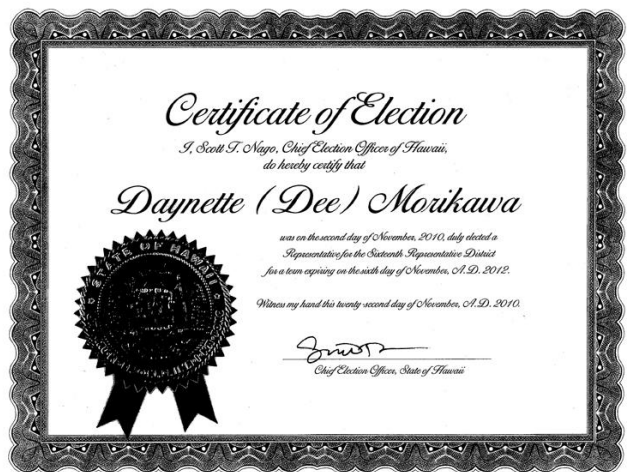 Certificate of Election
I, Scott T. Nago, Chief Election Officer of Hawaii,
do hereby certify that
Daynette (Dee) Morikawa
was on the second day of November, 2010, duly elected a
Representative for the Sixteenth Representative District
for a term expiring on the sixth day of November, A.D. 2012.
Witness my hand this twenty-second day of November, A.D. 2010.
STATE OF HAWAII
Chief Election Officer, State of Hawaii